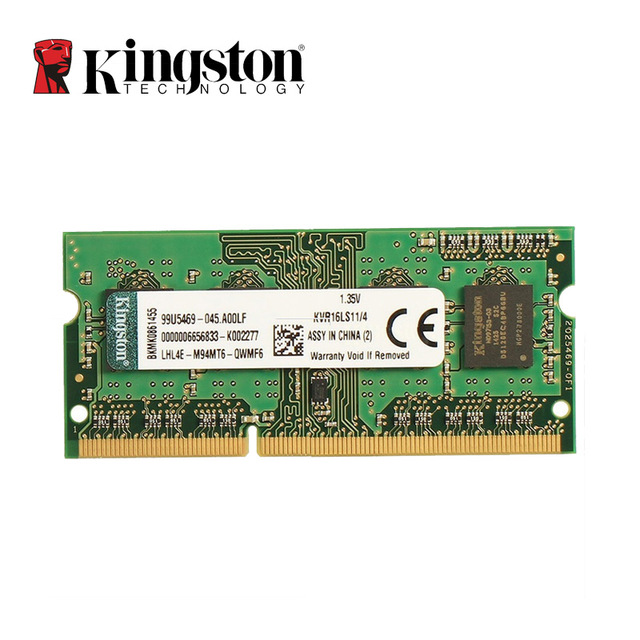 Kingston
TECHNOLOGY
Kingston
BKMK0861455
99U5469-045.A00LF
0000006656833-K002277
LHL4E-M94MT6-QWMF6
1.35V
KVR16LS11/4
ASSY IN CHINA (2)
Warranty Void If Removed
Kingston
2025469-0F1